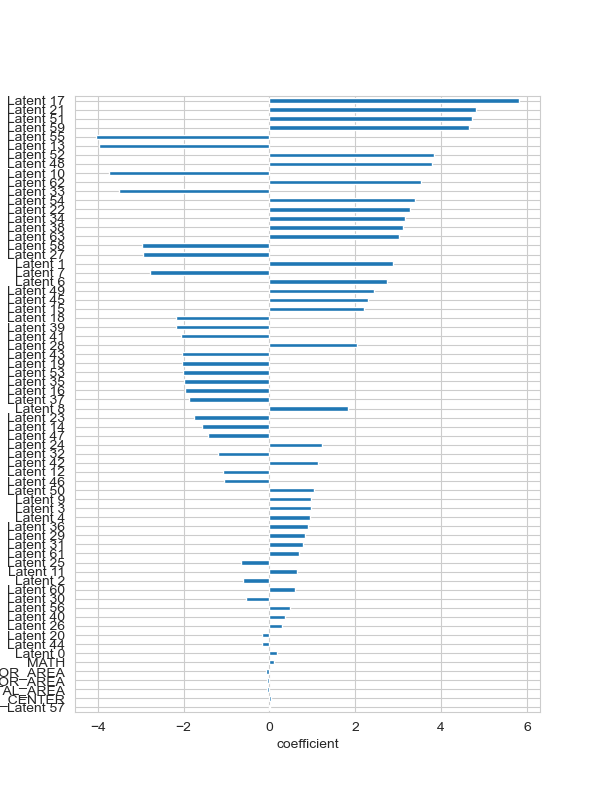 Latent 17
Latent 21
Latent 51
Latent 59
Latent 55
Latent 13
Latent 52
Latent 48
Latent 10
Latent 62
Latent 33
Latent 54
Latent 22
Latent 34
Latent 38
Latent 63
Latent 58
Latent 27
Latent 1
Latent 7
Latent 6
Latent 49
Latent 45
Latent 15
Latent 18
Latent 39
Latent 41
Latent 28
Latent 43
Latent 19
Latent 53
Latent 35
Latent 16
Latent 37
Latent 8
Latent 23
Latent 14
Latent 47
Latent 24
Latent 32
Latent 42
Latent 12
Latent 46
Latent 50
Latent 9
Latent 3
Latent 4
Latent 36
Latent 29
Latent 31
Latent 61
Latent 25
Latent 11
Latent 2
Latent 60
Latent 30
Latent 56
Latent 40
Latent 26
Latent 20
Latent 44
Latent 0
MATH
OR_AREA
OR-AREA
TAL-AREA
CENTER
Latent 57
−4 −2 0 2 4 6
coefficient